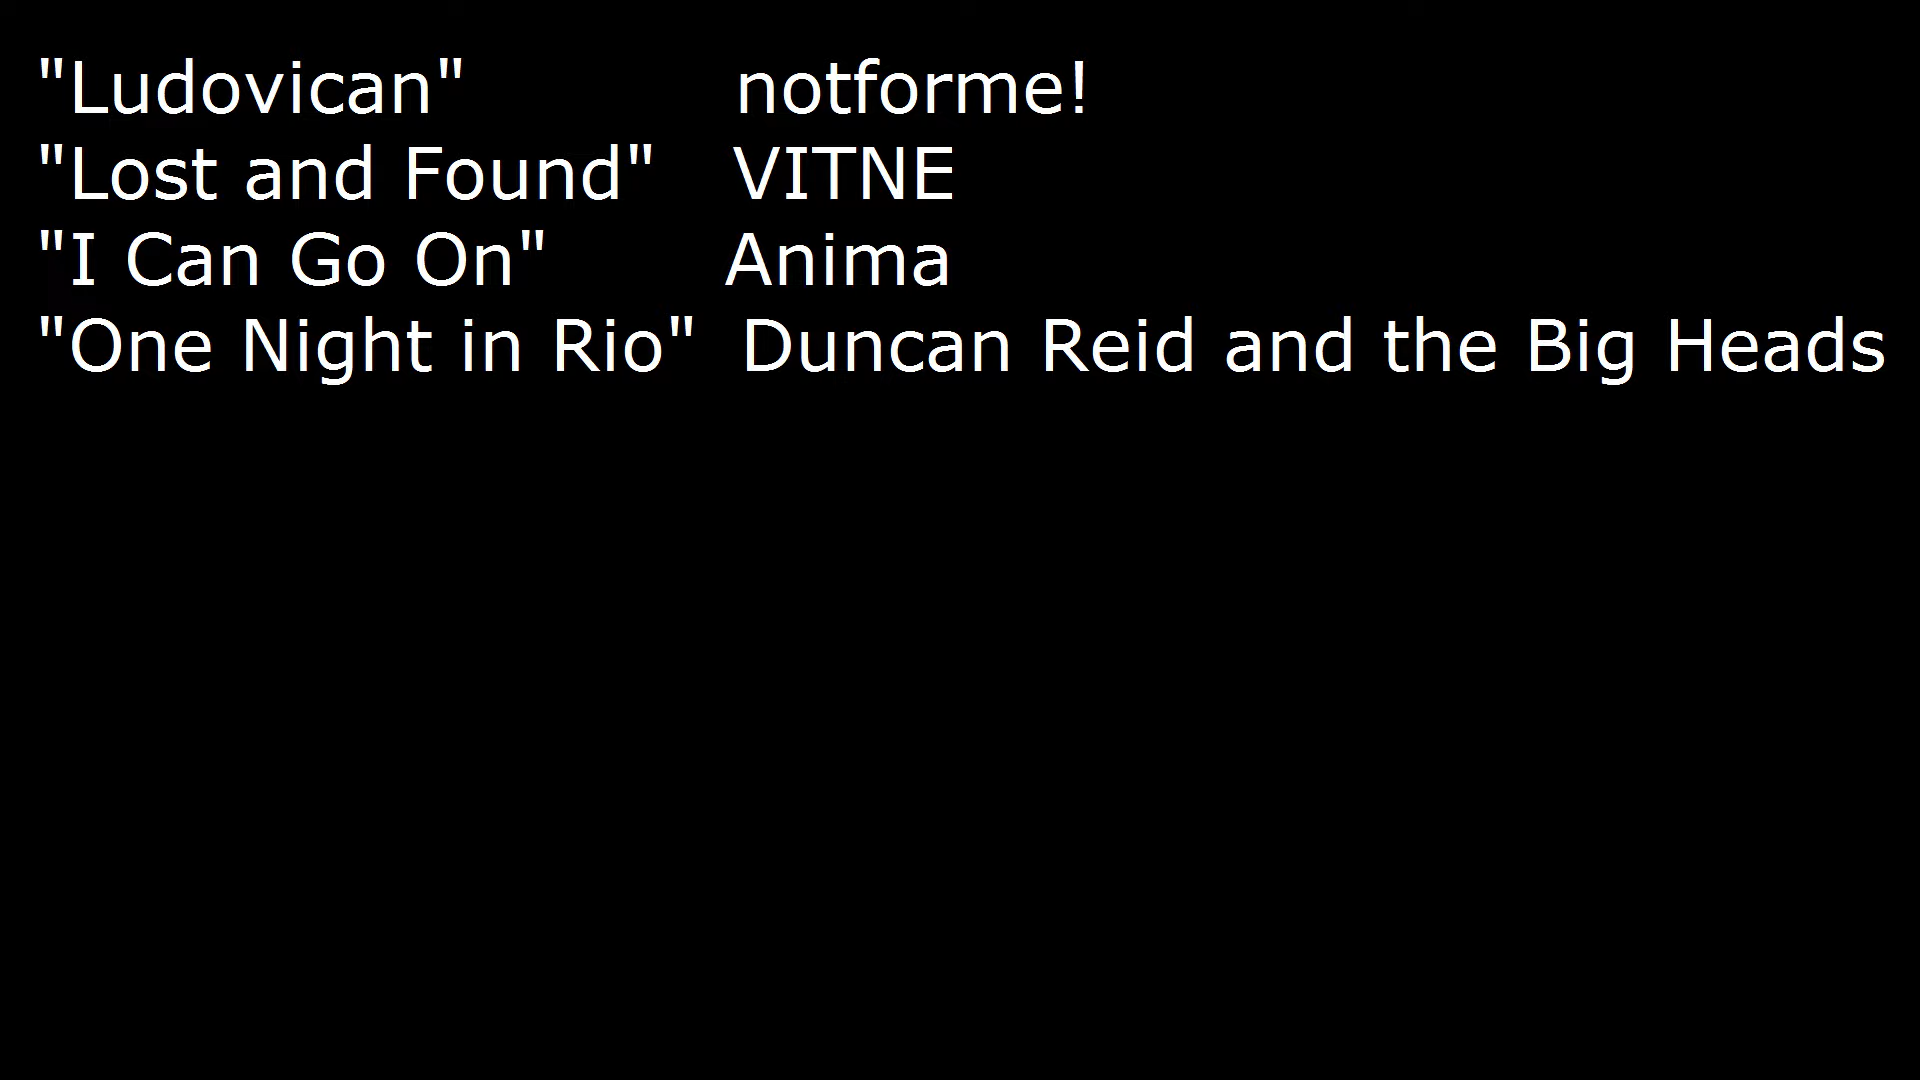 "Ludovican" notforme!
"Lost and Found" VITNE
"I Can Go On" Anima
"One Night in Rio" Duncan Reid and the Big Heads